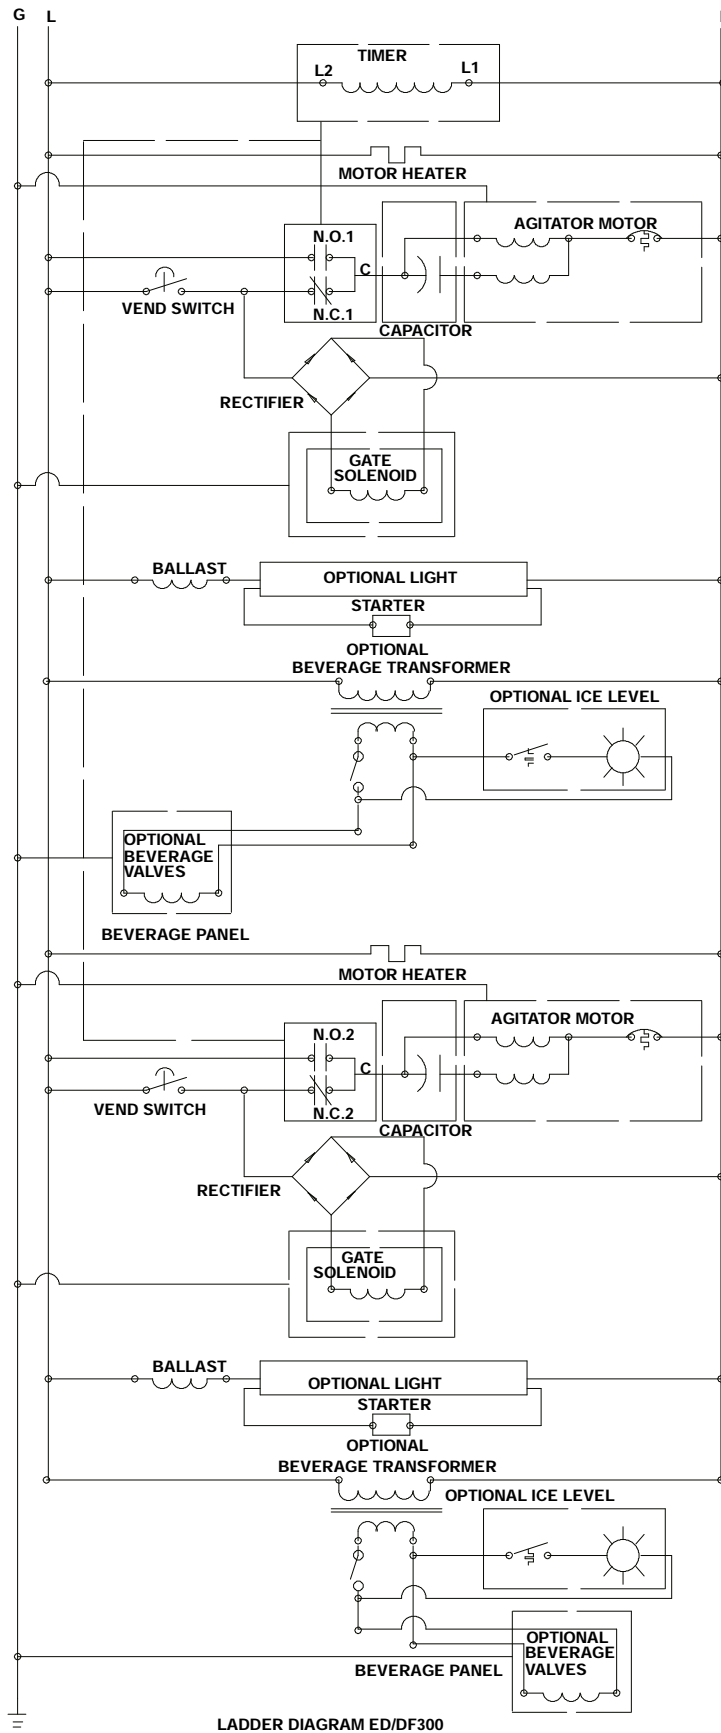 G L
TIMER
L2 L1
MOTOR HEATER
AGITATOR MOTOR
N.O.1
C
VEND SWITCH
N.C.1
CAPACITOR
RECTIFIER
GATE
SOLENOID
BALLAST
OPTIONAL LIGHT
STARTER
OPTIONAL
BEVERAGE TRANSFORMER
OPTIONAL ICE LEVEL
OPTIONAL
BEVERAGE
VALVES
BEVERAGE PANEL
MOTOR HEATER
AGITATOR MOTOR
N.O.2
C
VEND SWITCH
N.C.2
CAPACITOR
RECTIFIER
GATE
SOLENOID
BALLAST
OPTIONAL LIGHT
STARTER
OPTIONAL
BEVERAGE TRANSFORMER
OPTIONAL ICE LEVEL
OPTIONAL
BEVERAGE
VALVES
BEVERAGE PANEL
LADDER DIAGRAM ED/DF300